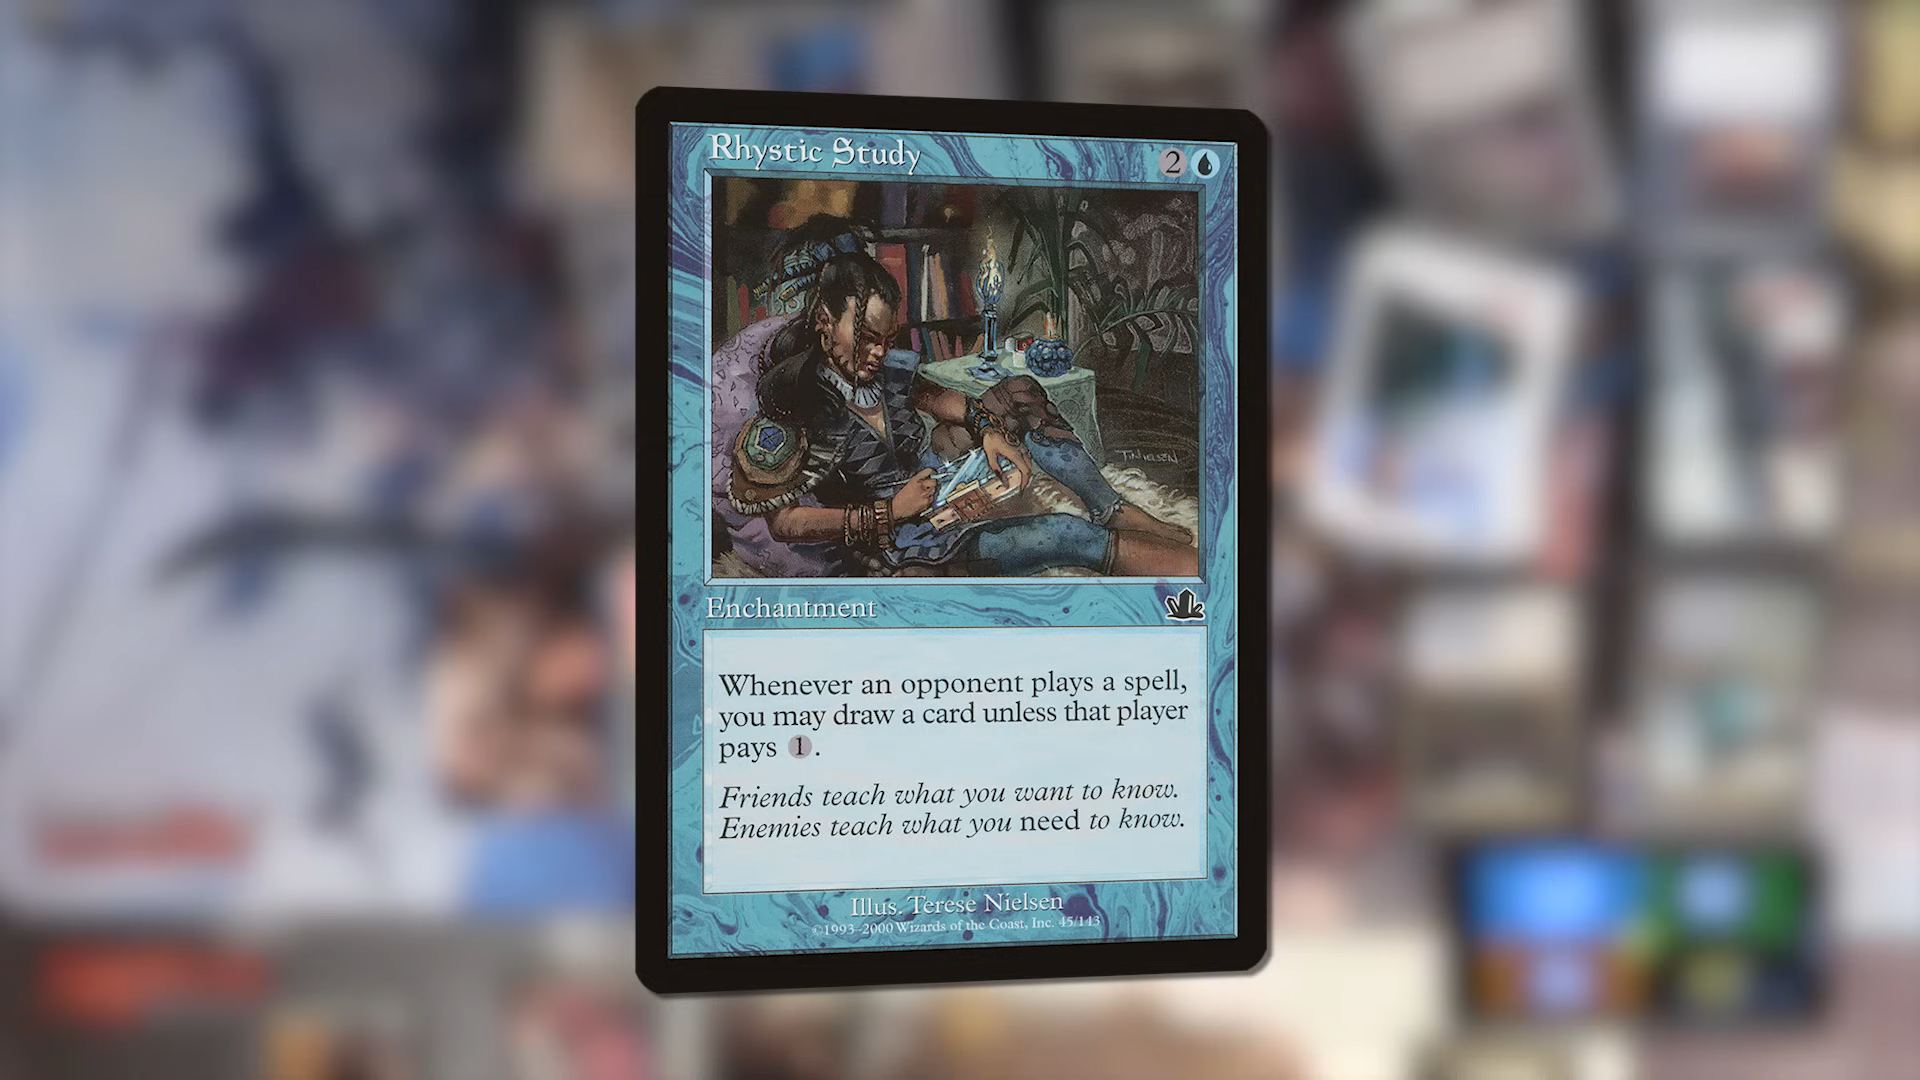 Rhystic Study
2
T. NIELSEN
Enchantment
Whenever an opponent plays a spell,
you may draw a card unless that player
pays 1.
Friends teach what you want to know.
Enemies teach what you need to know.
Illus. Terese Nielsen
©1993–2000 Wizards of the Coast, Inc. 45/143